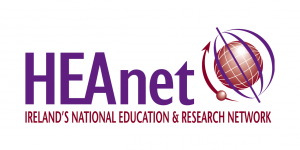 HEAnet
IRELAND'S NATIONAL EDUCATION & RESEARCH NETWORK